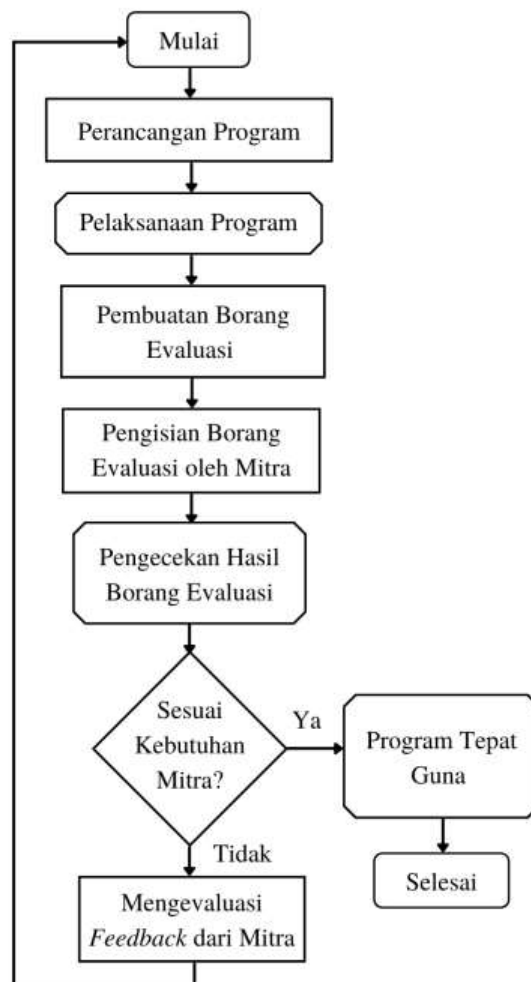 Mulai
Perancangan Program
Pelaksanaan Program
Pembuatan Borang
Evaluasi
Pengisian Borang
Evaluasi oleh Mitra
Pengecekan Hasil
Borang Evaluasi
Sesuai
Kebutuhan
Mitra?
Ya
Program Tepat
Guna
Selesai
Tidak
Mengevaluasi
Feedback dari Mitra